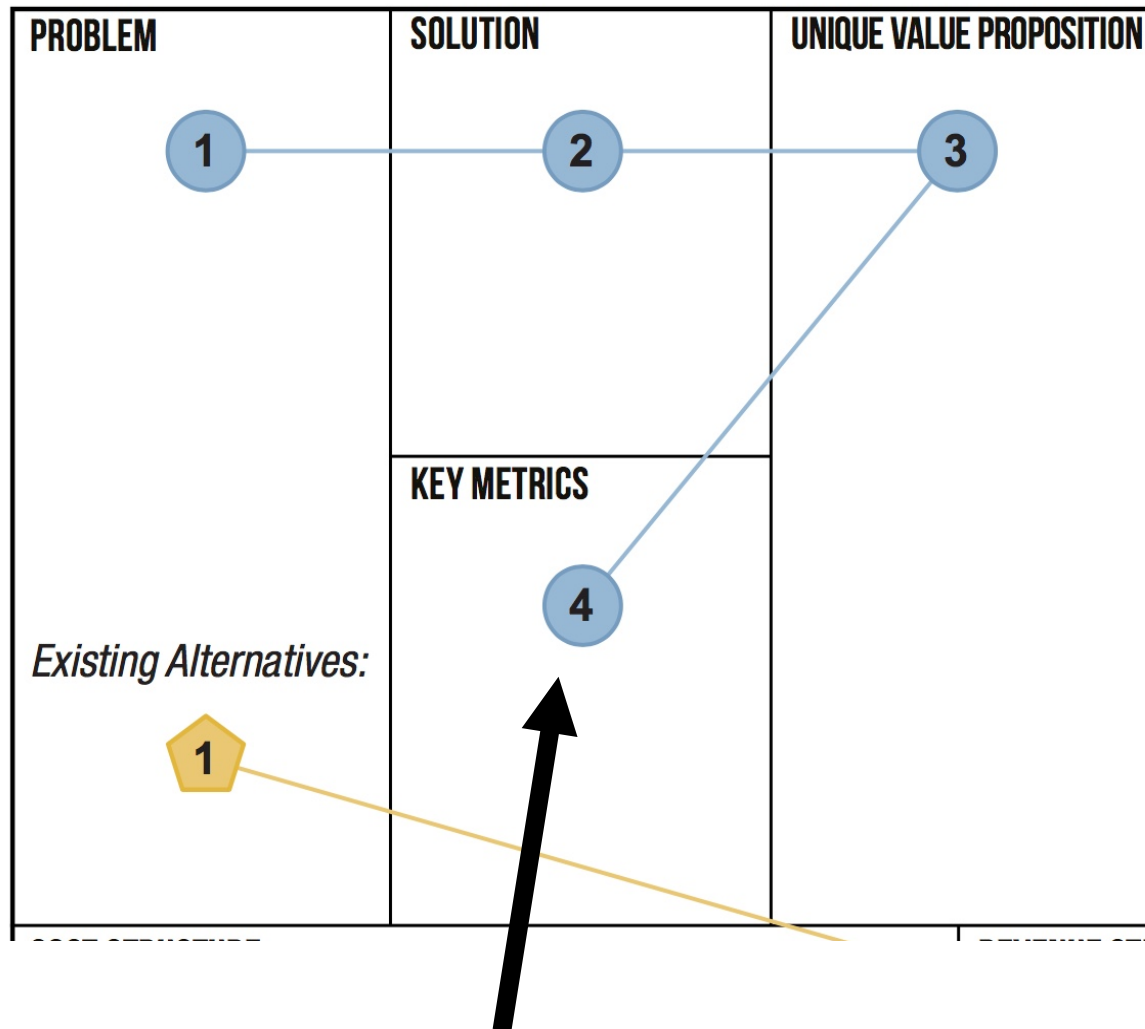 PROBLEM
SOLUTION
UNIQUE VALUE PROPOSITION
1
2
3
KEY METRICS
4
Existing Alternatives:
1